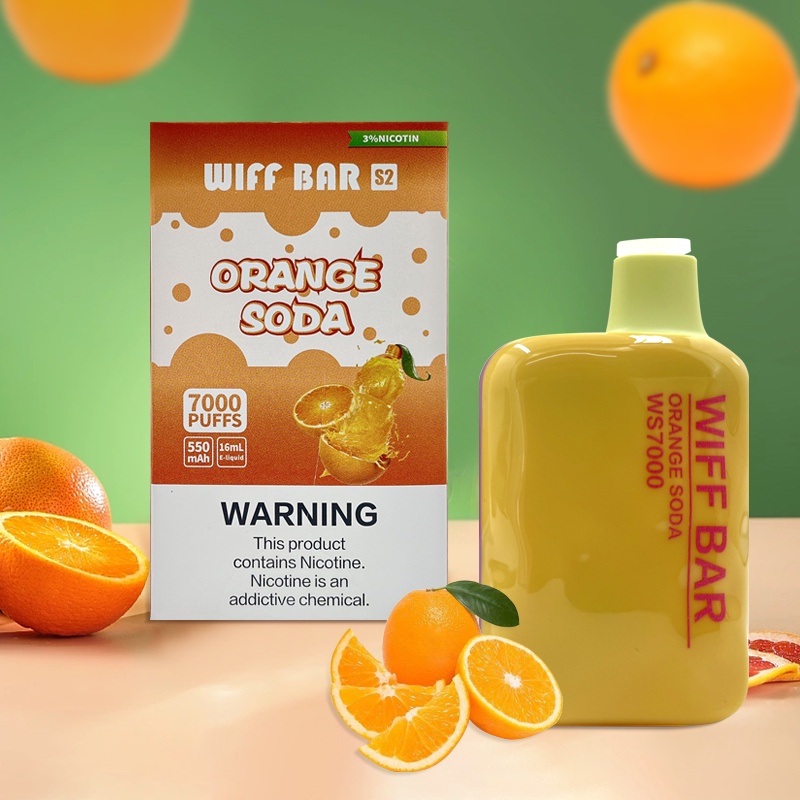 3%NICOTIN
WIFF BAR S2
ORANGE
SODA
7000
PUFFS
550
mAh
16mL
E-liquid
WARNING
This product
contains Nicotine.
Nicotine is an
addictive chemical.
WIFF BAR
ORANGE SODA
WS7000